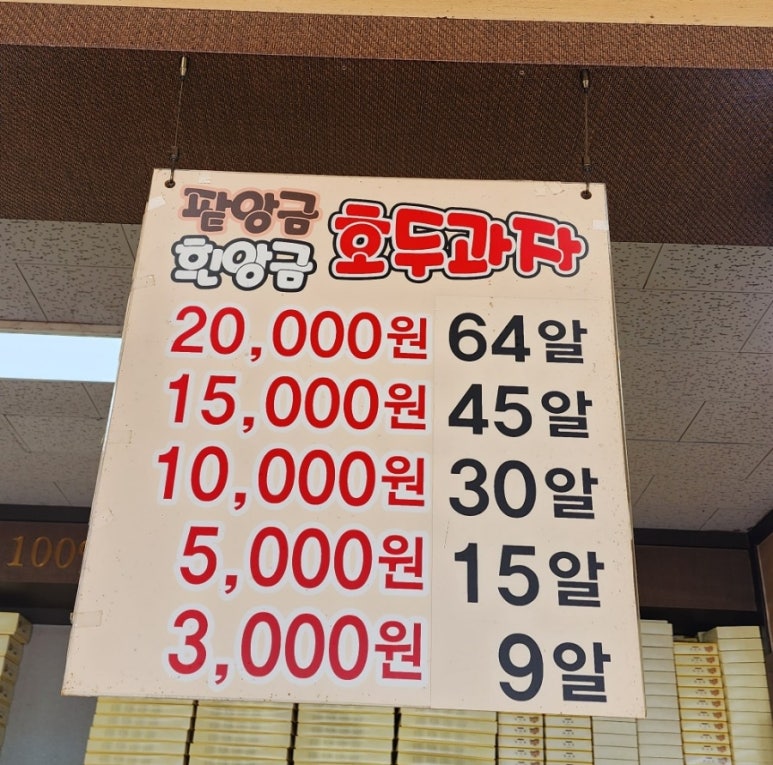 팥앙금
흰앙금
호두과자
20,000원 64알
15,000원 45알
10,000원 30알
5,000원 15알
3,000원 9알
100%